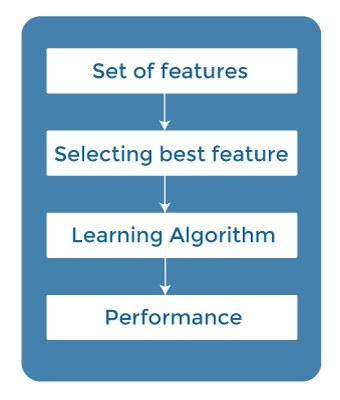 Set of features
Selecting best feature
Learning Algorithm
Performance